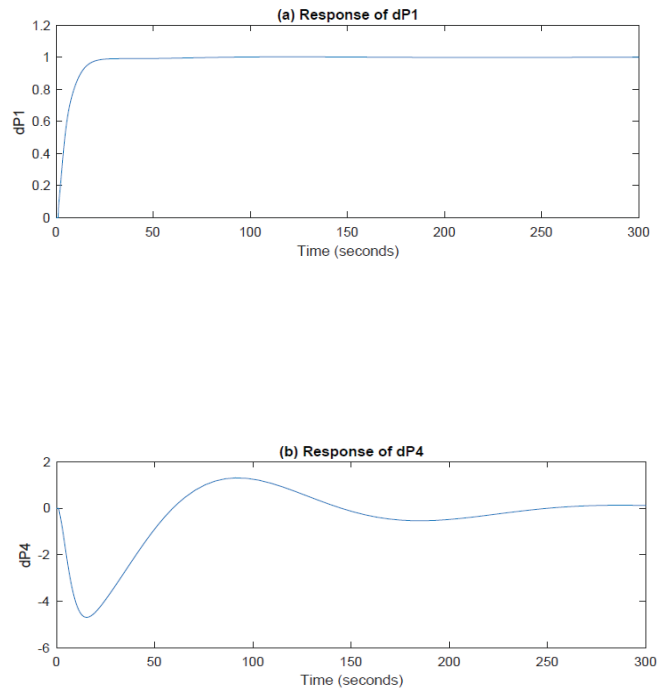 (a) Response of dP1
1.2
1
0.8
0.6
0.4
0.2
0
dP1
0 50 100 150 200 250 300
Time (seconds)
(b) Response of dP4
2
0
-2
-4
-6
dP4
0 50 100 150 200 250 300
Time (seconds)